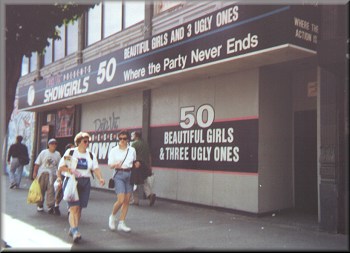 PRESENTS
SHOWGIRLS
50
BEAUTIFUL GIRLS AND 3 UGLY ONES
Where the Party Never Ends
WHERE THE
ACTION IS
50
BEAUTIFUL GIRLS
& THREE UGLY ONES